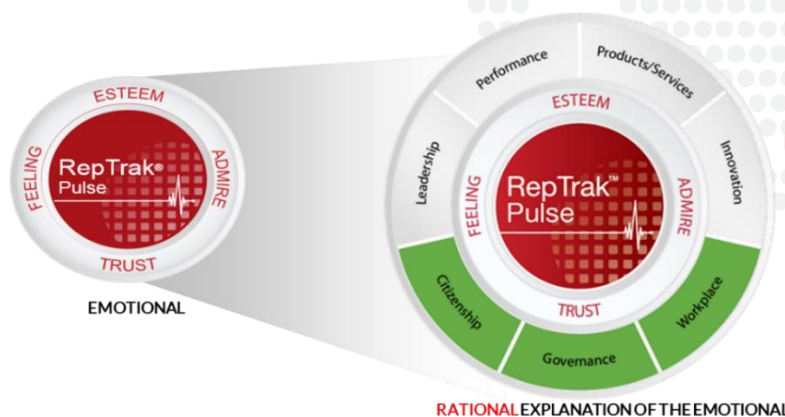 ESTEEM
FEELING
ADMIRE
RepTrak®
Pulse
TRUST
EMOTIONAL
Performance
Products/Services
Leadership
Innovation
ESTEEM
FEELING
ADMIRE
RepTrak™
Pulse
TRUST
Citizenship
Governance
Workplace
RATIONAL EXPLANATION OF THE EMOTIONAL